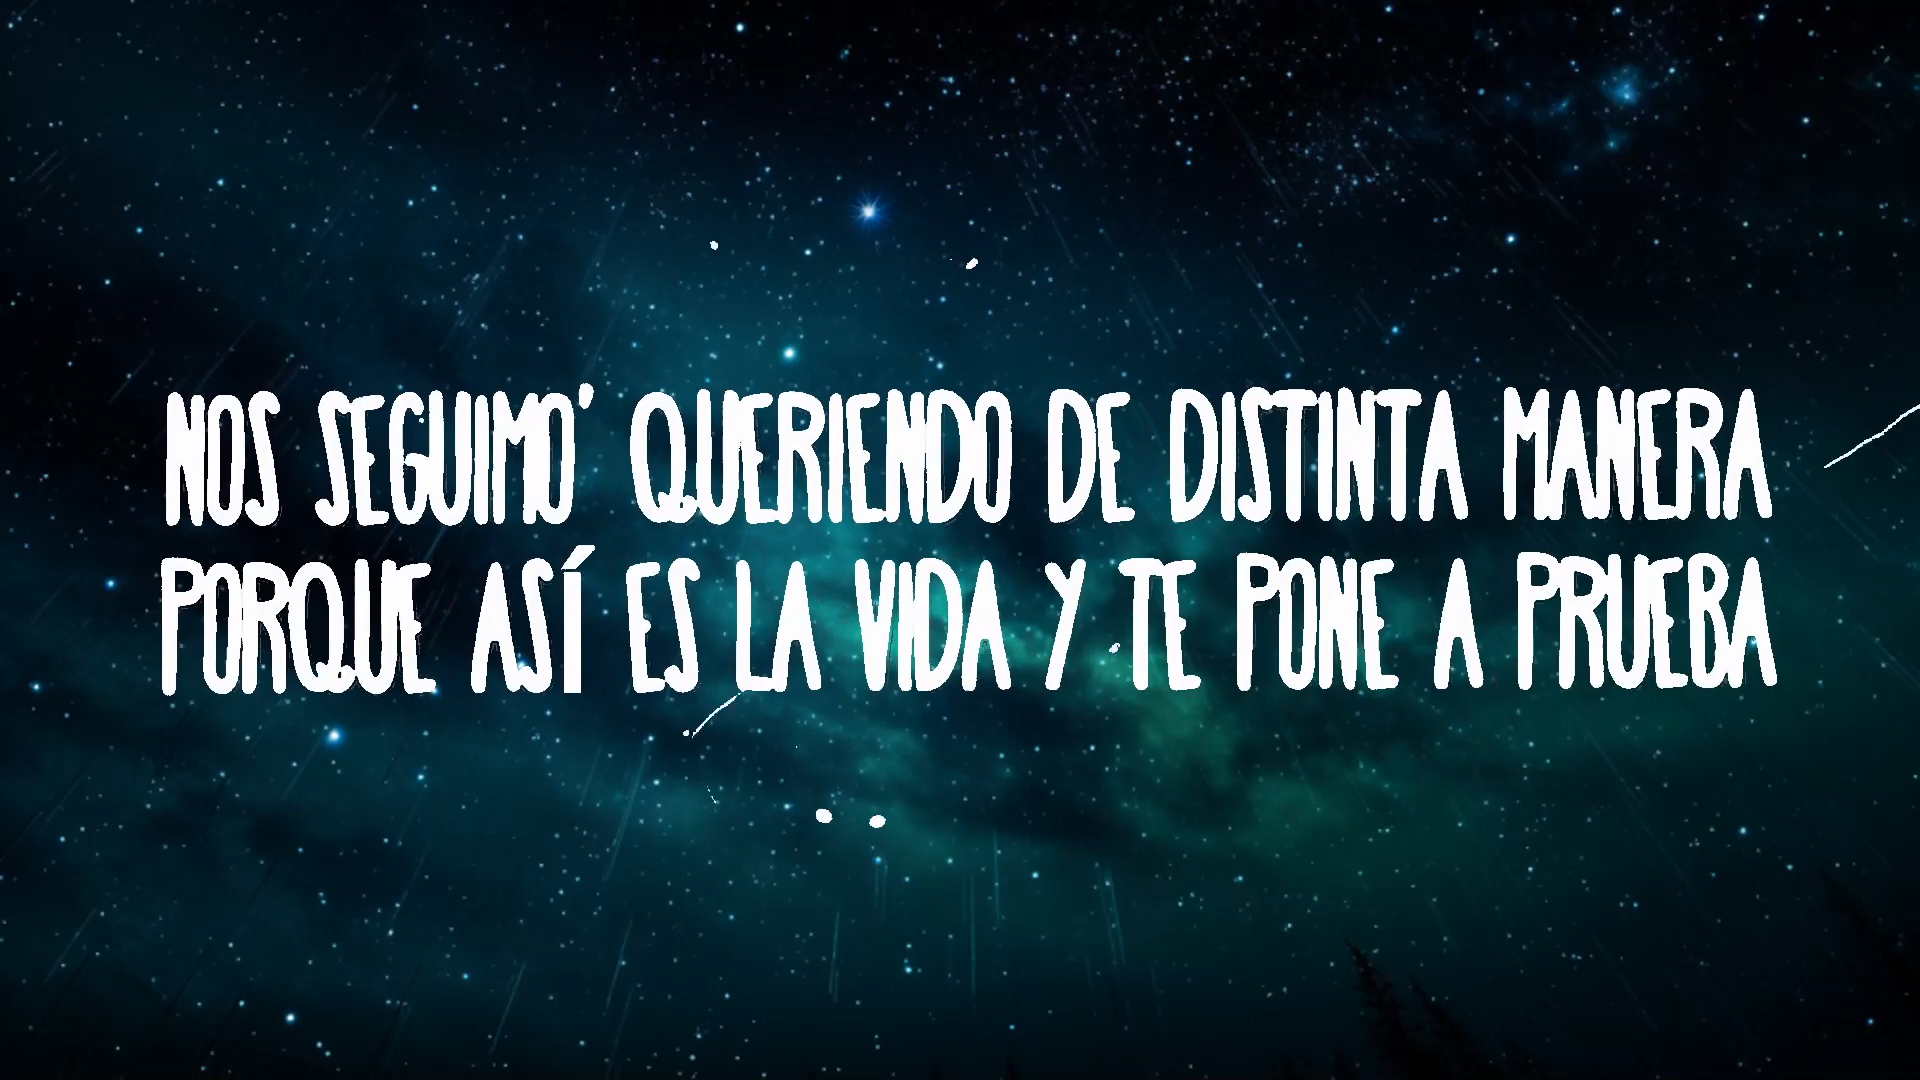 NOS SEGUIMO' QUERIENDO DE DISTINTA MANERA
PORQUE ASÍ ES LA VIDA Y TE PONE A PRUEBA